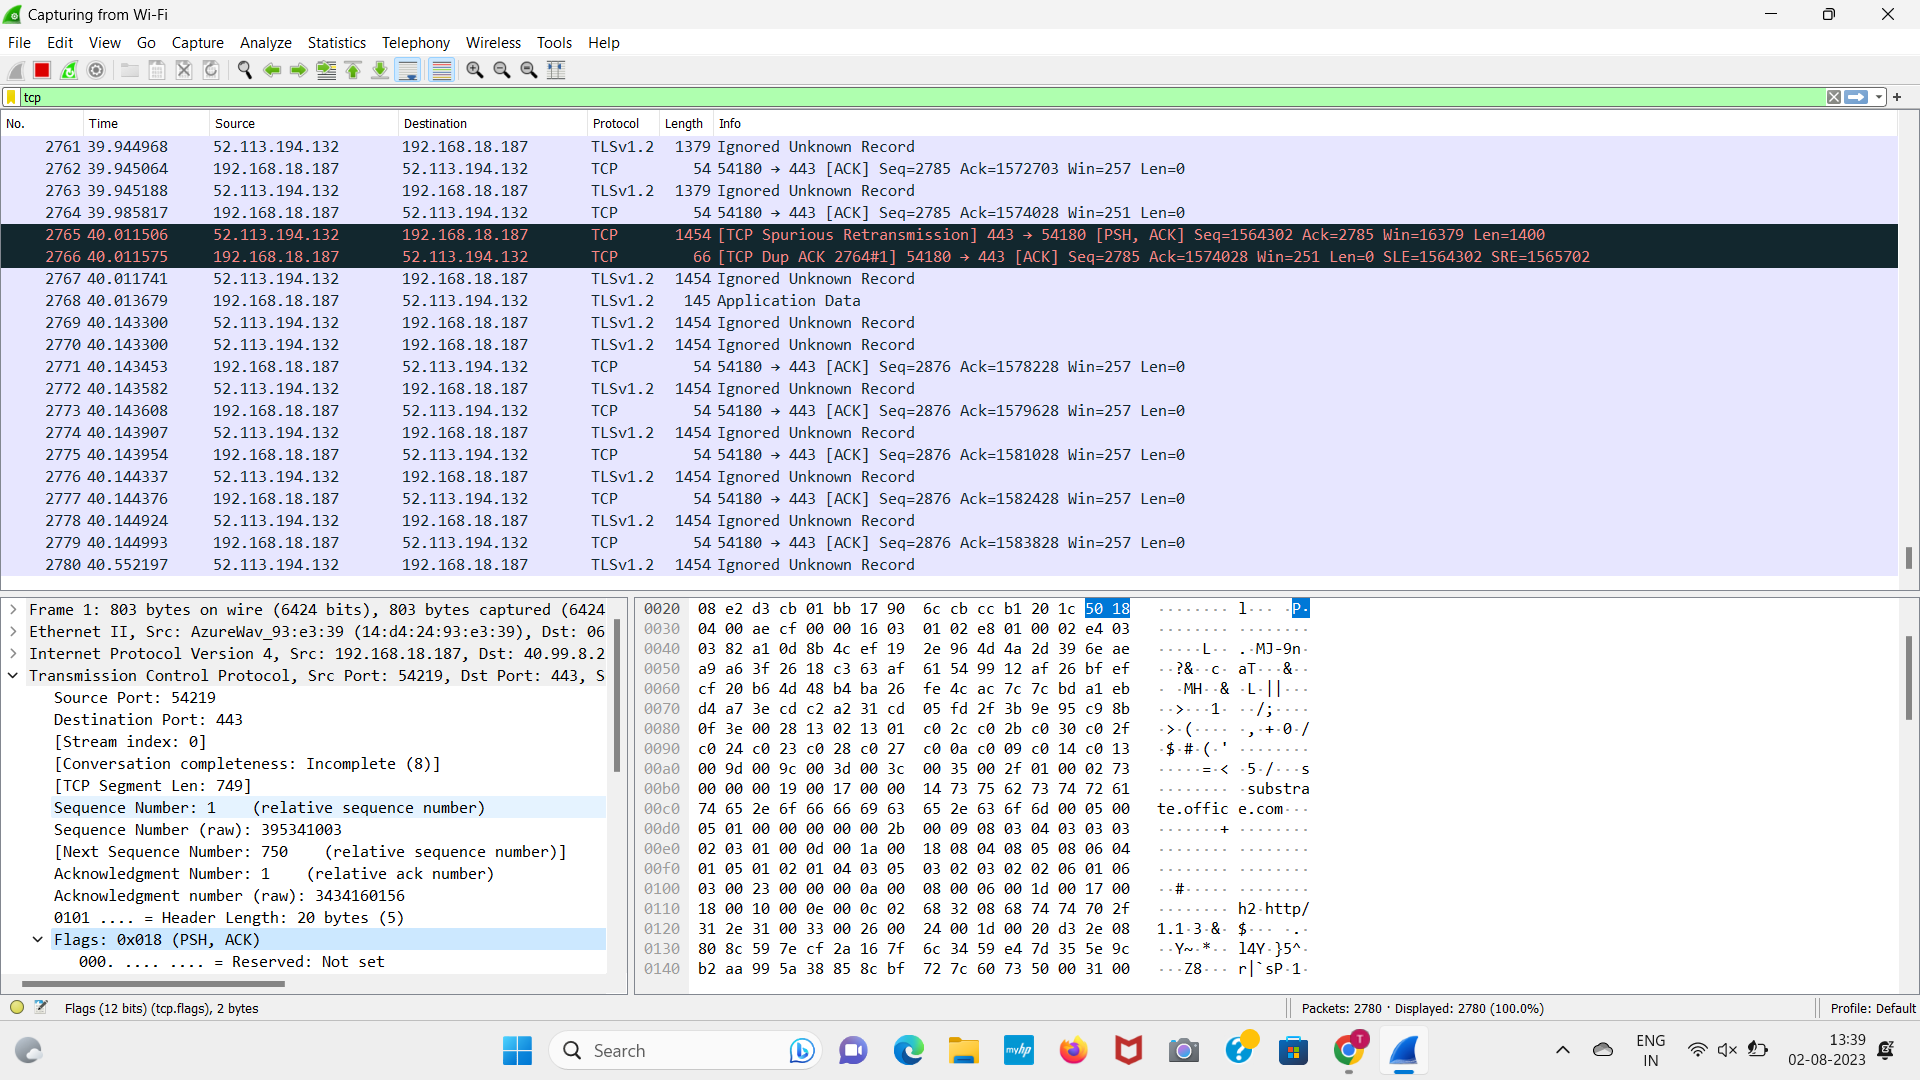 Capturing from Wi-Fi
File Edit View Go Capture Analyze Statistics Telephony Wireless Tools Help
tcp
No. Time Source Destination Protocol Length Info
2761 39.944968 52.113.194.132 192.168.18.187 TLSv1.2 1379 Ignored Unknown Record
2762 39.945064 192.168.18.187 52.113.194.132 TCP 54 54180 → 443 [ACK] Seq=2785 Ack=1572703 Win=257 Len=0
2763 39.945188 52.113.194.132 192.168.18.187 TLSv1.2 1379 Ignored Unknown Record
2764 39.985817 192.168.18.187 52.113.194.132 TCP 54 54180 → 443 [ACK] Seq=2785 Ack=1574028 Win=251 Len=0
2765 40.011506 52.113.194.132 192.168.18.187 TCP 1454 [TCP Spurious Retransmission] 443 → 54180 [PSH, ACK] Seq=1564302 Ack=2785 Win=16379 Len=1400
2766 40.011575 192.168.18.187 52.113.194.132 TCP 66 [TCP Dup ACK 2764#1] 54180 → 443 [ACK] Seq=2785 Ack=1574028 Win=251 Len=0 SLE=1564302 SRE=1565702
2767 40.011741 52.113.194.132 192.168.18.187 TLSv1.2 1454 Ignored Unknown Record
2768 40.013679 192.168.18.187 52.113.194.132 TLSv1.2 145 Application Data
2769 40.143300 52.113.194.132 192.168.18.187 TLSv1.2 1454 Ignored Unknown Record
2770 40.143300 52.113.194.132 192.168.18.187 TLSv1.2 1454 Ignored Unknown Record
2771 40.143453 192.168.18.187 52.113.194.132 TCP 54 54180 → 443 [ACK] Seq=2876 Ack=1578228 Win=257 Len=0
2772 40.143582 52.113.194.132 192.168.18.187 TLSv1.2 1454 Ignored Unknown Record
2773 40.143608 192.168.18.187 52.113.194.132 TCP 54 54180 → 443 [ACK] Seq=2876 Ack=1579628 Win=257 Len=0
2774 40.143907 52.113.194.132 192.168.18.187 TLSv1.2 1454 Ignored Unknown Record
2775 40.143954 192.168.18.187 52.113.194.132 TCP 54 54180 → 443 [ACK] Seq=2876 Ack=1581028 Win=257 Len=0
2776 40.144337 52.113.194.132 192.168.18.187 TLSv1.2 1454 Ignored Unknown Record
2777 40.144376 192.168.18.187 52.113.194.132 TCP 54 54180 → 443 [ACK] Seq=2876 Ack=1582428 Win=257 Len=0
2778 40.144924 52.113.194.132 192.168.18.187 TLSv1.2 1454 Ignored Unknown Record
2779 40.144993 192.168.18.187 52.113.194.132 TCP 54 54180 → 443 [ACK] Seq=2876 Ack=1583828 Win=257 Len=0
2780 40.552197 52.113.194.132 192.168.18.187 TLSv1.2 1454 Ignored Unknown Record
Frame 1: 803 bytes on wire (6424 bits), 803 bytes captured (6424
Ethernet II, Src: AzureWav_93:e3:39 (14:d4:24:93:e3:39), Dst: 06
Internet Protocol Version 4, Src: 192.168.18.187, Dst: 40.99.8.2
Transmission Control Protocol, Src Port: 54219, Dst Port: 443, S
Source Port: 54219
Destination Port: 443
[Stream index: 0]
[Conversation completeness: Incomplete (8)]
[TCP Segment Len: 749]
Sequence Number: 1 (relative sequence number)
Sequence Number (raw): 395341003
[Next Sequence Number: 750 (relative sequence number)]
Acknowledgment Number: 1 (relative ack number)
Acknowledgment number (raw): 3434160156
0101 .... = Header Length: 20 bytes (5)
Flags: 0x018 (PSH, ACK)
000. .... .... = Reserved: Not set
0020 08 e2 d3 cb 01 bb 17 90 6c cb cc b1 20 1c 50 18 ········ l··· ·P·
0030 04 00 ae cf 00 00 16 03 01 02 e8 01 00 02 e4 03 ········ ········
0040 03 82 a1 0d 8b 4c ef 19 2e 96 4d 4a 2d 39 6e ae ·····L·· .·MJ-9n·
0050 a9 a6 3f 26 18 c3 63 af 61 54 99 12 af 26 bf ef ··?&··c· aT···&··
0060 cf 20 b6 4d 48 b4 ba 26 fe 4c ac 7c 7c bd a1 eb · ·MH··& ·L·||···
0070 d4 a7 3e cd c2 a2 31 cd 05 fd 2f 3b 9e 95 c9 8b ··>···1· ··/;····
0080 0f 3e 00 28 13 02 13 01 c0 2c c0 2b c0 30 c0 2f ·>·(···· ·,·+·0·/
0090 c0 24 c0 23 c0 28 c0 27 c0 0a c0 09 c0 14 c0 13 ·$·#·(·' ········
00a0 00 9d 00 9c 00 3d 00 3c 00 35 00 2f 01 00 02 73 ·····=·< ·5·/···s
00b0 00 00 00 19 00 17 00 00 14 73 75 62 73 74 72 61 ········ ·substra
00c0 74 65 2e 6f 66 66 69 63 65 2e 63 6f 6d 00 05 00 te.offic e.com···
00d0 05 01 00 00 00 00 00 2b 00 09 08 03 04 03 03 03 ·······+ ········
00e0 02 03 01 00 0d 00 1a 00 18 08 04 08 05 08 06 04 ········ ········
00f0 01 05 01 02 01 04 03 05 03 02 03 02 02 06 01 06 ········ ········
0100 03 00 23 00 00 00 0a 00 08 00 06 00 1d 00 17 00 ··#····· ········
0110 18 00 10 00 0e 00 0c 02 68 32 08 68 74 74 70 2f ········ h2·http/
0120 31 2e 31 00 33 00 26 00 24 00 1d 00 20 d3 2e 08 1.1·3·&· $··· ·.·
0130 80 8c 59 7e cf 2a 16 7f 6c 34 59 e4 7d 35 5e 9c ··Y~·*·· l4Y·}5^·
0140 b2 aa 99 5a 38 85 8c bf 72 7c 60 73 50 00 31 00 ···Z8··· r|`sP·1·
Flags (12 bits) (tcp.flags), 2 bytes
Packets: 2780 · Displayed: 2780 (100.0%)
Profile: Default
Search
myhp
T
ENG
IN
13:39
02-08-2023